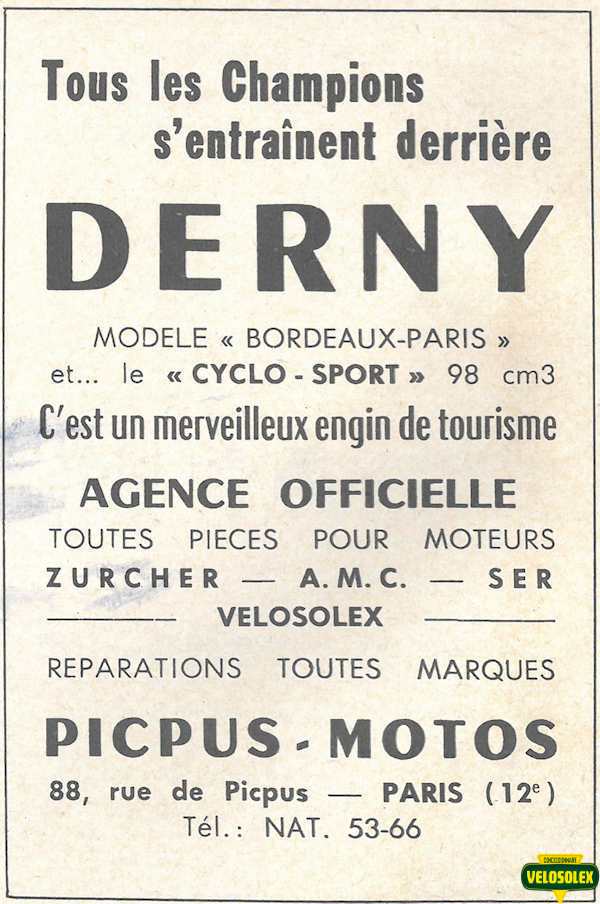 Tous les Champions
s'entraînent derrière
DERNY
MODELE « BORDEAUX-PARIS »
et... le « CYCLO - SPORT » 98 cm3
C'est un merveilleux engin de tourisme
AGENCE OFFICIELLE
TOUTES PIECES POUR MOTEURS
ZURCHER — A.M.C. — SER
VELOSOLEX
REPARATIONS TOUTES MARQUES
PICPUS - MOTOS
88, rue de Picpus — PARIS (12e)
Tél.: NAT. 53-66
CONCESSIONNAIRE
VELOSOLEX